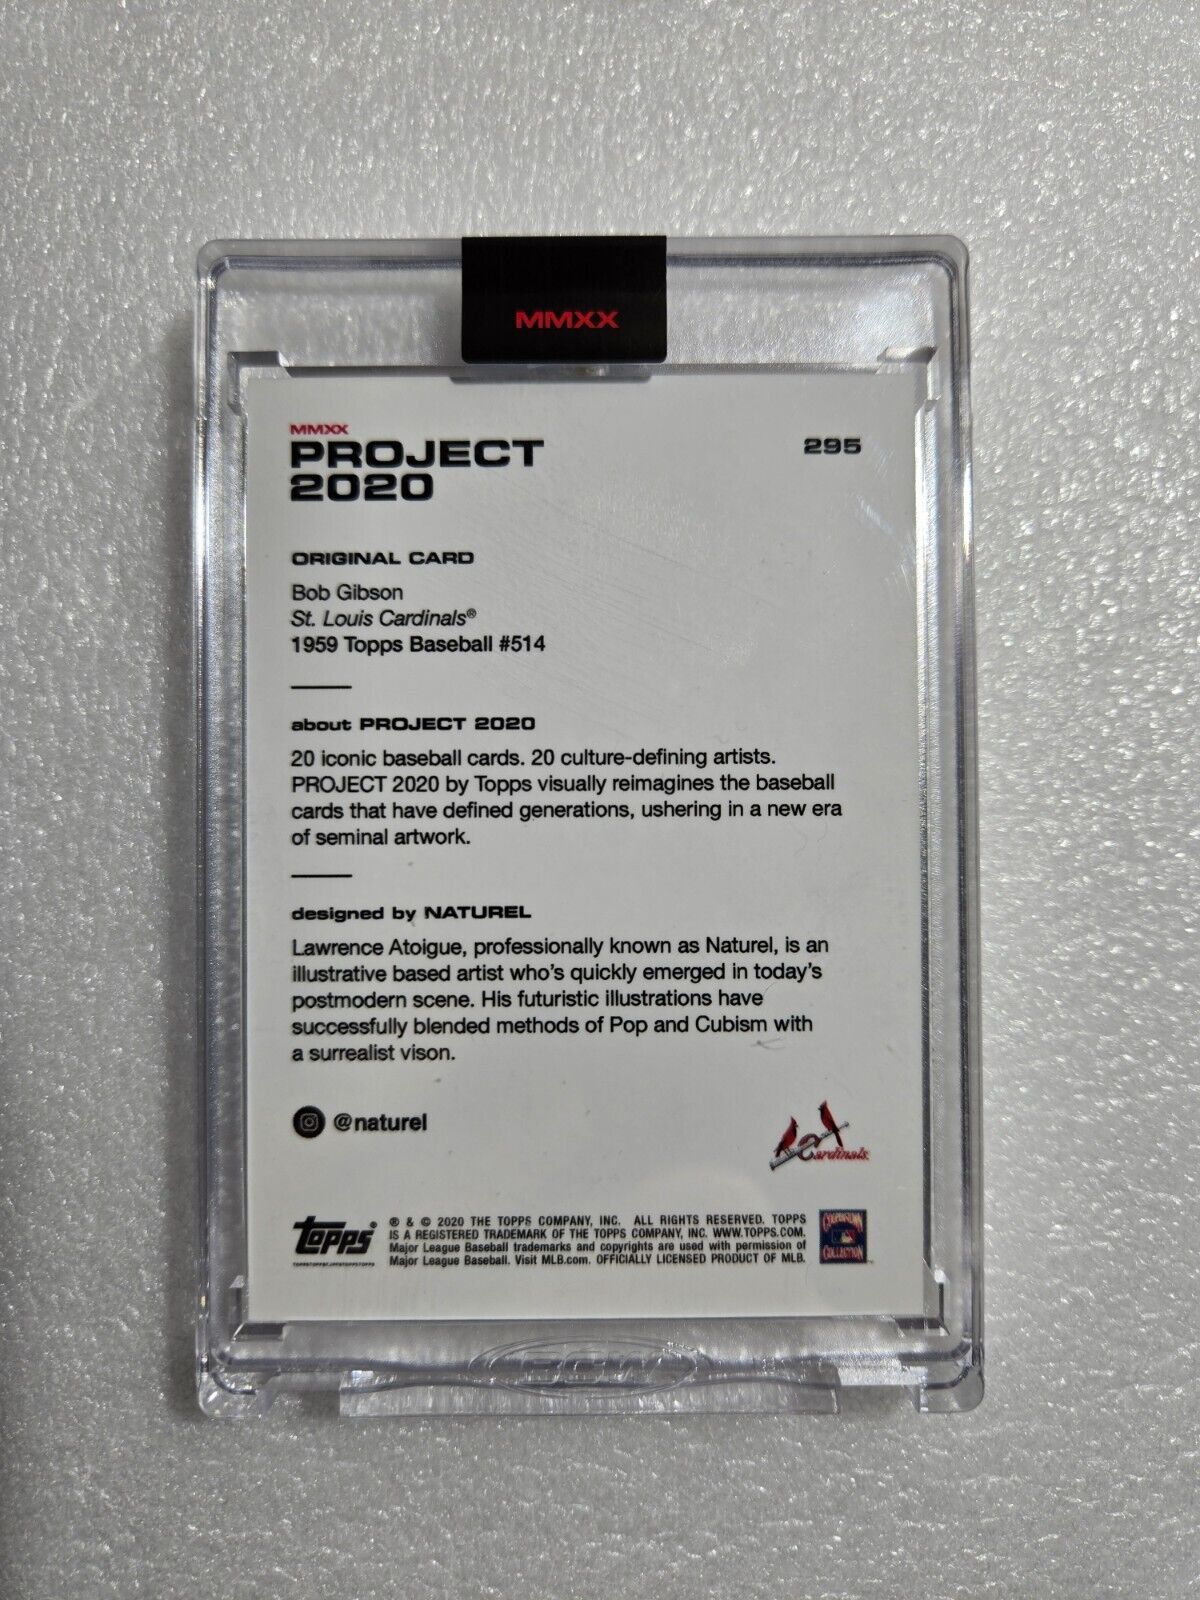 MMXX
MMXX
PROJECT 295
2020
ORIGINAL CARD
Bob Gibson
St. Louis Cardinals®
1959 Topps Baseball #514
about PROJECT 2020
20 iconic baseball cards. 20 culture-defining artists.
PROJECT 2020 by Topps visually reimagines the baseball
cards that have defined generations, ushering in a new era
of seminal artwork.
designed by NATUREL
Lawrence Atoigue, professionally known as Naturel, is an
illustrative based artist who's quickly emerged in today's
postmodern scene. His futuristic illustrations have
successfully blended methods of Pop and Cubism with
a surrealist vison.
@naturel
Cardinals
topps® ® & © 2020 THE TOPPS COMPANY, INC. ALL RIGHTS RESERVED. TOPPS
IS A REGISTERED TRADEMARK OF THE TOPPS COMPANY, INC. WWW.TOPPS.COM.
Major League Baseball trademarks and copyrights are used with permission of
Major League Baseball. Visit MLB.com. OFFICIALLY LICENSED PRODUCT OF MLB.
COOPERSTOWN
COLLECTION
BCW